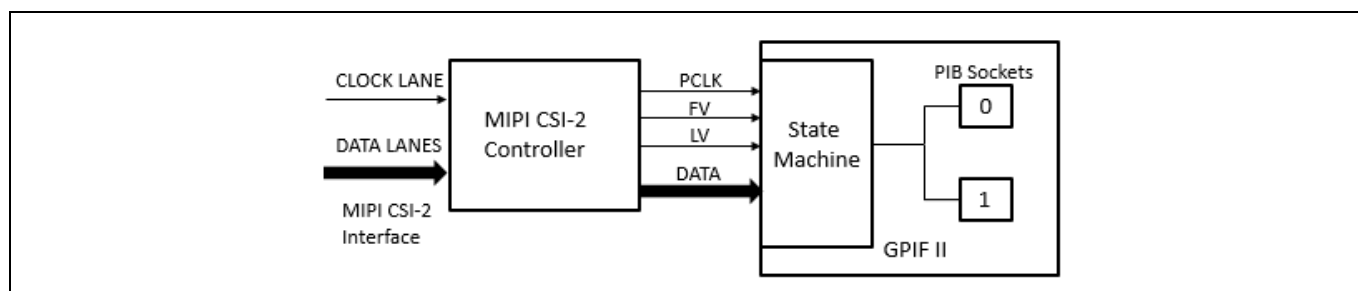 CLOCK LANE
DATA LANES
MIPI CSI-2
Interface
MIPI CSI-2
Controller
PCLK
FV
LV
DATA
State
Machine
PIB Sockets
0
1
GPIF II